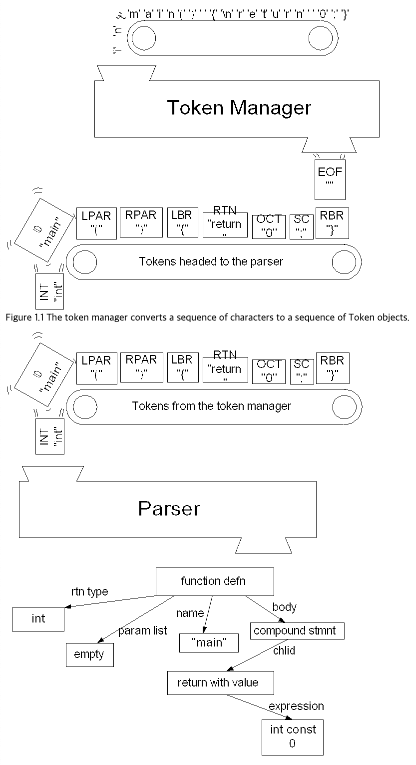 'm' 'a' 'i' 'n' '(' ')' ' ' '{' '\n' 'r' 'e' 't' 'u' 'r' 'n' ' ' '0' ';' '}'
'n'
'i'
Token Manager
EOF
""
ID
"main"
LPAR
"("
RPAR
")"
LBR
"{"
RTN
"return
"
OCT
"0"
SC
";"
RBR
"}"
INT
"int"
Tokens headed to the parser
Figure 1.1 The token manager converts a sequence of characters to a sequence of Token objects.
ID
"main"
LPAR
"("
RPAR
")"
LBR
"{"
RTN
"return
"
OCT
"0"
SC
";"
RBR
"}"
INT
"int"
Tokens from the token manager
Parser
function defn
rtn type
int
param list
empty
name
"main"
body
compound stmnt
chlid
return with value
expression
int const
0